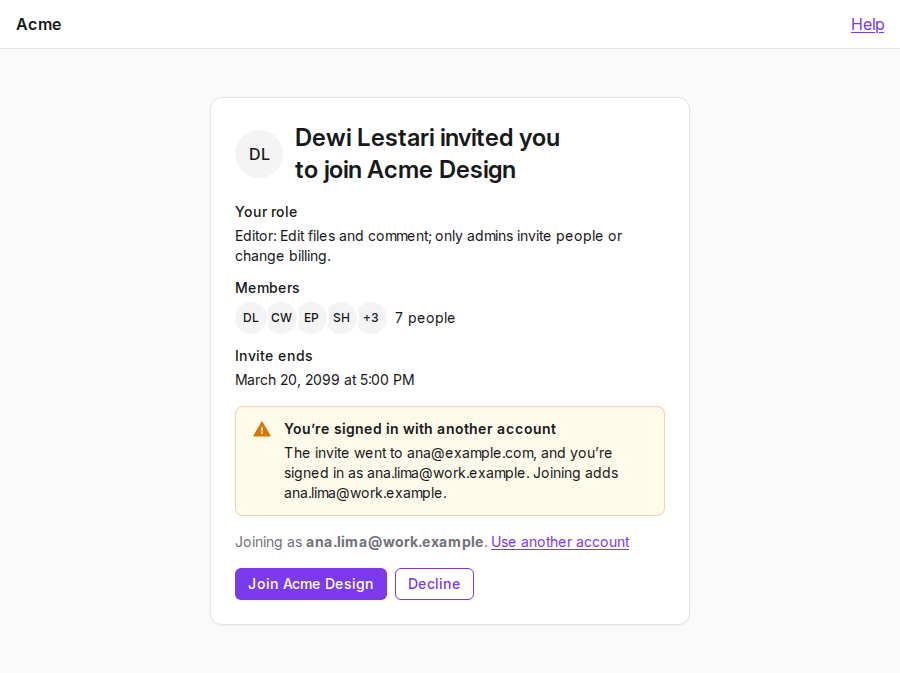 Acme
Help
DL
Dewi Lestari invited you
to join Acme Design
Your role
Editor: Edit files and comment; only admins invite people or
change billing.
Members
DL CW EP SH +3 7 people
Invite ends
March 20, 2099 at 5:00 PM
You’re signed in with another account
The invite went to ana@example.com, and you’re
signed in as ana.lima@work.example. Joining adds
ana.lima@work.example.
Joining as ana.lima@work.example. Use another account
Join Acme Design
Decline